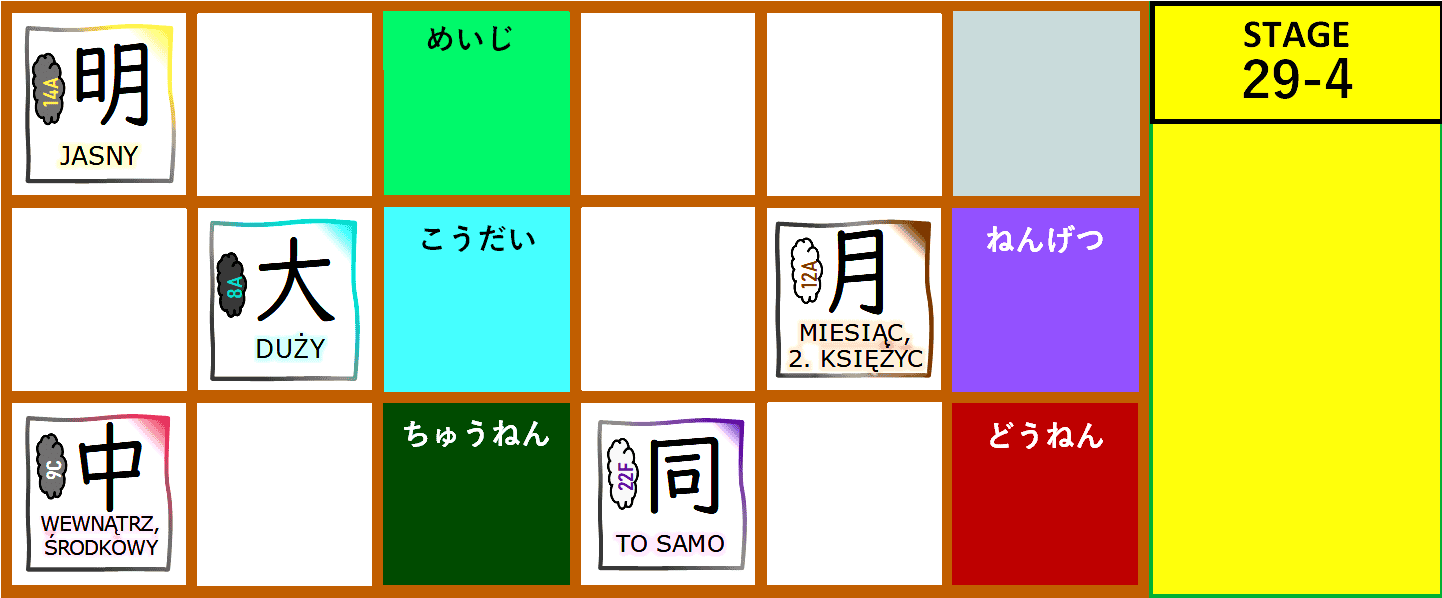 14A
明
JASNY
めいじ
STAGE
29-4
8A
大
DUŻY
こうだい
12A
月
MIESIĄC,
2. KSIĘŻYC
ねんげつ
9C
中
WEWNĄTRZ,
ŚRODKOWY
ちゅうねん
22F
同
TO SAMO
どうねん